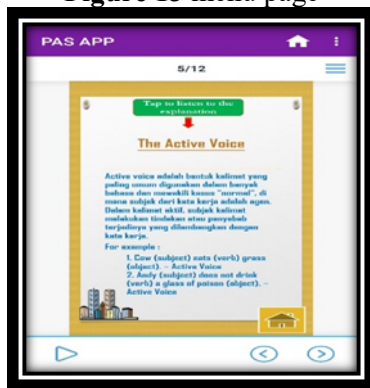 Figure 13 menu page
PAS APP
5/12
5
Tap to listen to the
explanation
5
The Active Voice
Active voice adalah bentuk kalimat yang
paling umum digunakan dalam banyak
bahasa dan mewakili kasus "normal", di
mana subjek dari kata kerja adalah agen.
Dalam kalimat aktif, subjek kalimat
melakukan tindakan atau penyebab
terjadinya yang dilambangkan dengan
kata kerja.
For example :
1. Cow (subject) eats (verb) grass
(object). – Active Voice
2. Andy (subject) does not drink
(verb) a glass of poison (object). –
Active Voice